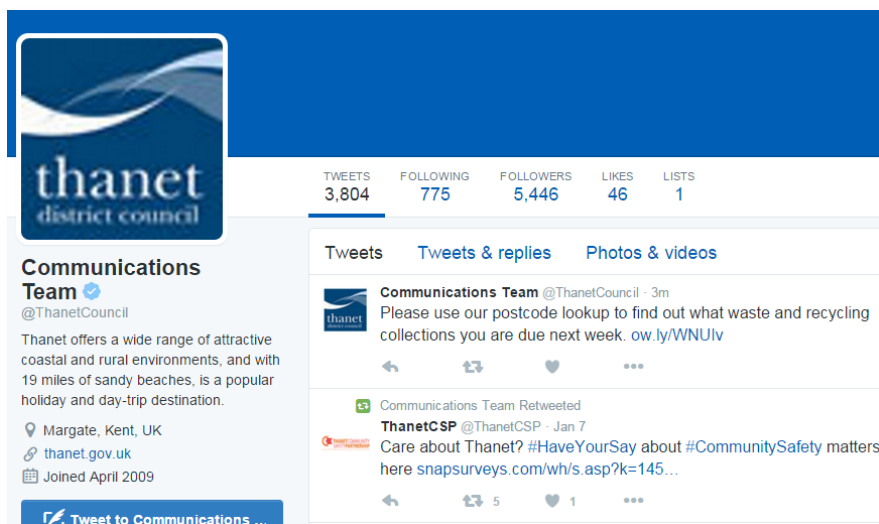 thanet
district council
TWEETS FOLLOWING FOLLOWERS LIKES LISTS
3,804 775 5,446 46 1
Communications
Team
@ThanetCouncil
Thanet offers a wide range of attractive
coastal and rural environments, and with
19 miles of sandy beaches, is a popular
holiday and day-trip destination.
Margate, Kent, UK
thanet.gov.uk
Joined April 2009
Tweet to Communications ...
Tweets Tweets & replies Photos & videos
thanet
Communications Team @ThanetCouncil · 3m
Please use our postcode lookup to find out what waste and recycling
collections you are due next week. ow.ly/WNUlv
Communications Team Retweeted
ThanetCSP @ThanetCSP · Jan 7
Care about Thanet? #HaveYourSay about #CommunitySafety matters
here snapsurveys.com/wh/s.asp?k=145...
5 1